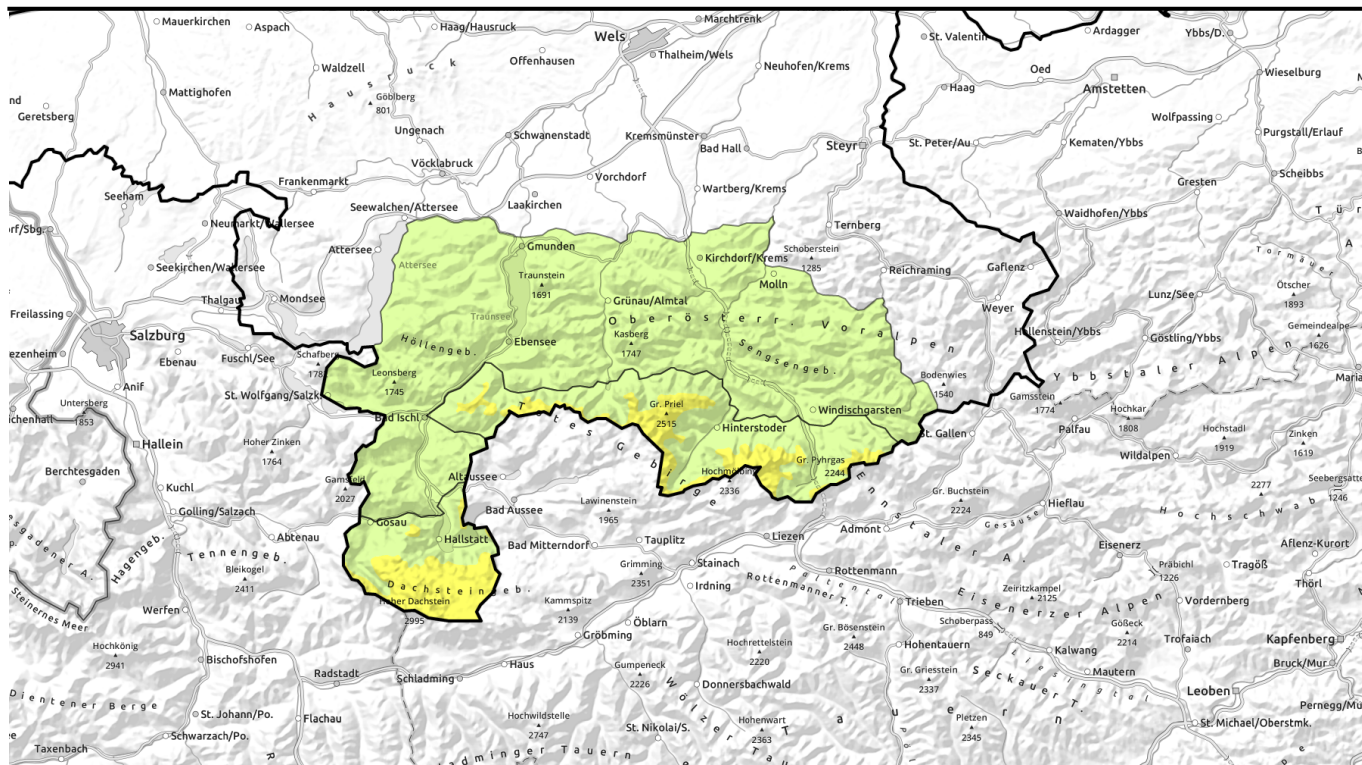 Mauerkirchen
Aspach
Haag/Hausruck
Marchtrenk
Wels
Thalheim/Wels
Offenhausen
Waldzell
Hausruck
Göblberg
801
Mattighofen
Geretsberg
Ungenach
Schwanenstadt
Neuhofen/Krems
Kremsmünster
Bad Hall
Steyr
St. Valentin
Haag
Oed
Ardagger
Amstetten
Ybbs/D.
Wieselburg
Wolfpassing
Purgstall/Erlauf
St. Peter/Au
Kematen/Ybbs
Scheibbs
Gresten
Waidhofen/Ybbs
Vöcklabruck
Frankenmarkt
Vorchdorf
Wartberg/Krems
Laakirchen
Seewalchen/Attersee
Seeham
Neumarkt/Wallersee
Attersee
Attersee
Gmunden
Kirchdorf/Krems
Ternberg
Schoberstein
1285
Reichraming
Gaflenz
Weyer
Molln
Seekirchen/Wallersee
Thalgau
Mondsee
Traunstein
1691
Traunsee
Grünau/Almtal
Oberösterr. Voralpen
Kasberg
1747
Sengsengeb.
Ebensee
Höllengeb.
Freilassing
Salzburg
Ebenau
Fuschl/See
Schafberg
Leonsberg
1745
St. Wolfgang/Salzk
Bad Ischl
Anif
Untersberg
1853
Hallein
Hoher Zinken
1764
Berchtesgaden
Kuchl
Gamsfeld
2027
Golling/Salzach
Abtenau
Gosau
Hallstatt
Altaussee
Bad Aussee
Bad Mitterndorf
Lawinenstein
1965
Tauplitz
Totes Gebirge
Gr. Priel
2515
Hinterstoder
Windischgarsten
Hochmölbing
2336
Gr. Pyhrgas
2244
Bodenwies
1540
St. Gallen
Gamsstein
1774
Hollenstein/Ybbs
Ybbstaler Alpen
Lunz/See
Göstling/Ybbs
Ötscher
1893
Tormäuer
Gemeindealpe
1626
Palfau
Hochkar
1808
Wildalpen
Hochstadl
1919
Zinken
1619
2277
Hochschwab
1246
Gr. Buchstein
2224
Gesäuse
Hieflau
Admont
Liezen
Ennstaler A.
Eisenerz
Präbichl
1226
Tragöß
Aflenz-Kurort
Thörl
Stainach
Irdning
Grimming
2351
Rottenmann
Rottenmanner T.
Paltental
Trieben
Zeiritzkampel
2125
Eisenerzer Alpen
Vordernberg
Gößeck
2214
Trofaiach
Schoberpass
849
Kalwang
Mautern
Liesingtal
Kapfenberg
Bruck/Mur
Leoben
St. Michael/Oberstmk.
Pernegg/Mu
Seckauer T.
Pletzen
2345
Gr. Griesstein
2337
Hohentauern
Gr. Bösenstein
2448
Hochrettelstein
2220
Donnersbachwald
Hohenwart
2363
Wölzer
Gumpeneck
2226
St. Nikolai/S.
Öblarn
Gröbming
Kammspitz
2139
Dachsteingeb.
Hoher Dachstein
2995
Haus
Schladming
Radstadt
Hochwildstelle
2747
Flachau
Bischofshofen
St. Johann/Po.
Schwarzach/Po.
Taxenbach
Dientener Berge
Hochkönig
2941
Werfen
Steinernes Meer
Hagengeb.
Tennengeb.
Bleikogel
2411